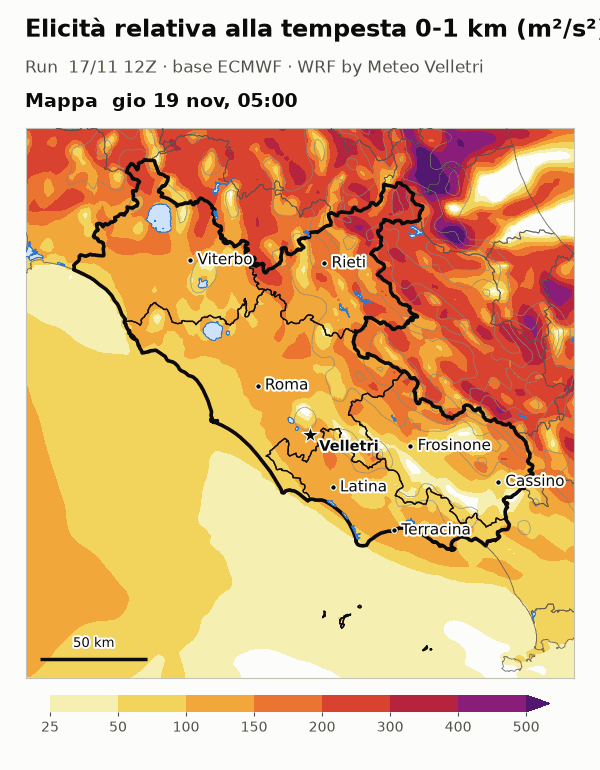 Elicità relativa alla tempesta 0-1 km (m²/s²)
Run 17/11 12Z · base ECMWF · WRF by Meteo Velletri
Mappa gio 19 nov, 05:00
Viterbo
Rieti
Roma
Velletri
Frosinone
Latina
Cassino
Terracina
50 km
25 50 100 150 200 300 400 500